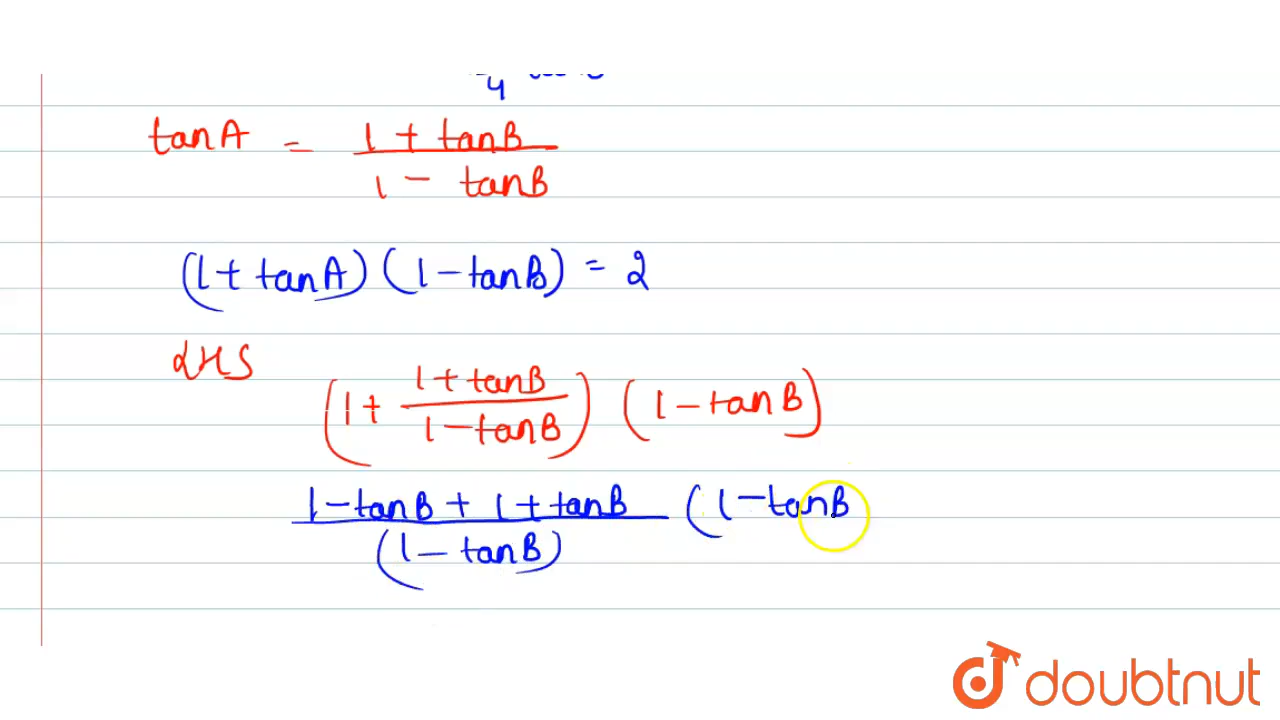 4
tanA = 1 + tanB / 1 - tanB
(1 + tanA) (1 - tanB) = 2
LHS
(1 + 1 + tanB / 1 - tanB) (1 - tanB)
1 - tanB + 1 + tanB / (1 - tanB) (1 - tanB
doubtnut